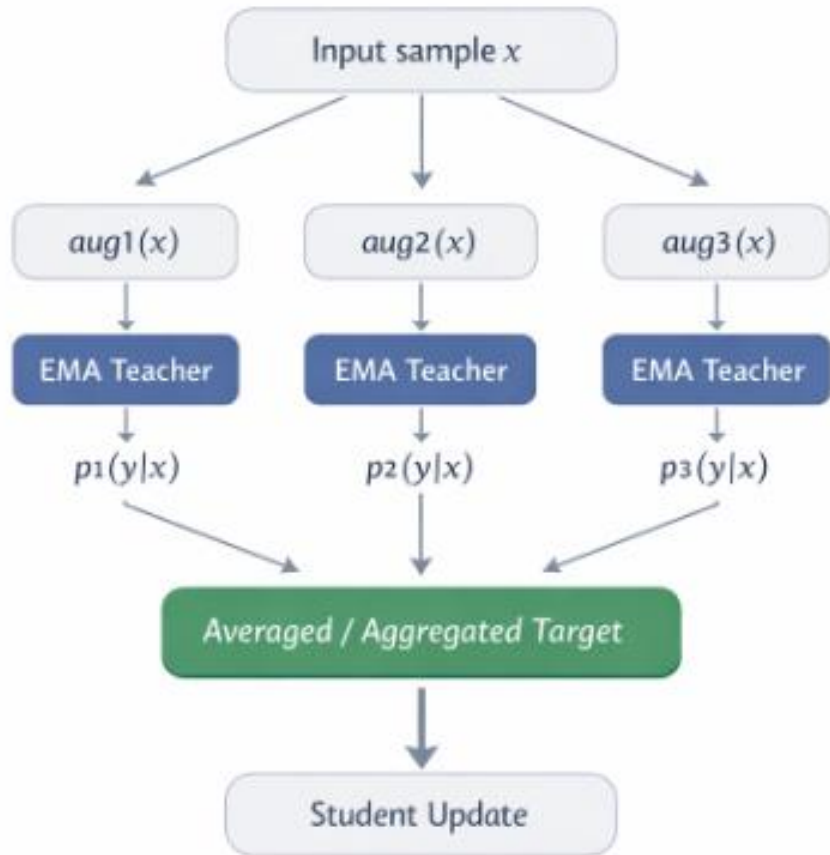 Input sample x
aug1(x)
aug2(x)
aug3(x)
EMA Teacher
EMA Teacher
EMA Teacher
p1(y|x)
p2(y|x)
p3(y|x)
Averaged / Aggregated Target
Student Update